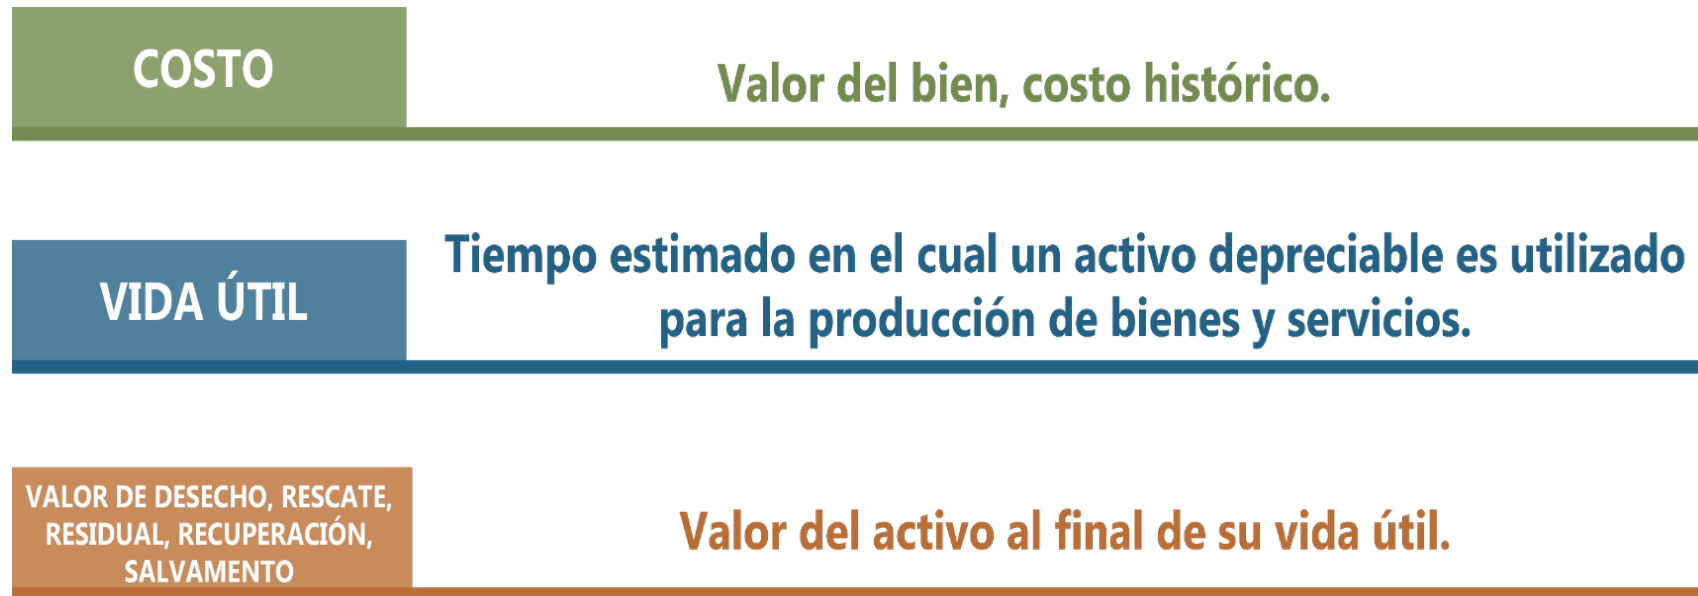 COSTO
Valor del bien, costo histórico.
VIDA ÚTIL
Tiempo estimado en el cual un activo depreciable es utilizado
para la producción de bienes y servicios.
VALOR DE DESECHO, RESCATE,
RESIDUAL, RECUPERACIÓN,
SALVAMENTO
Valor del activo al final de su vida útil.